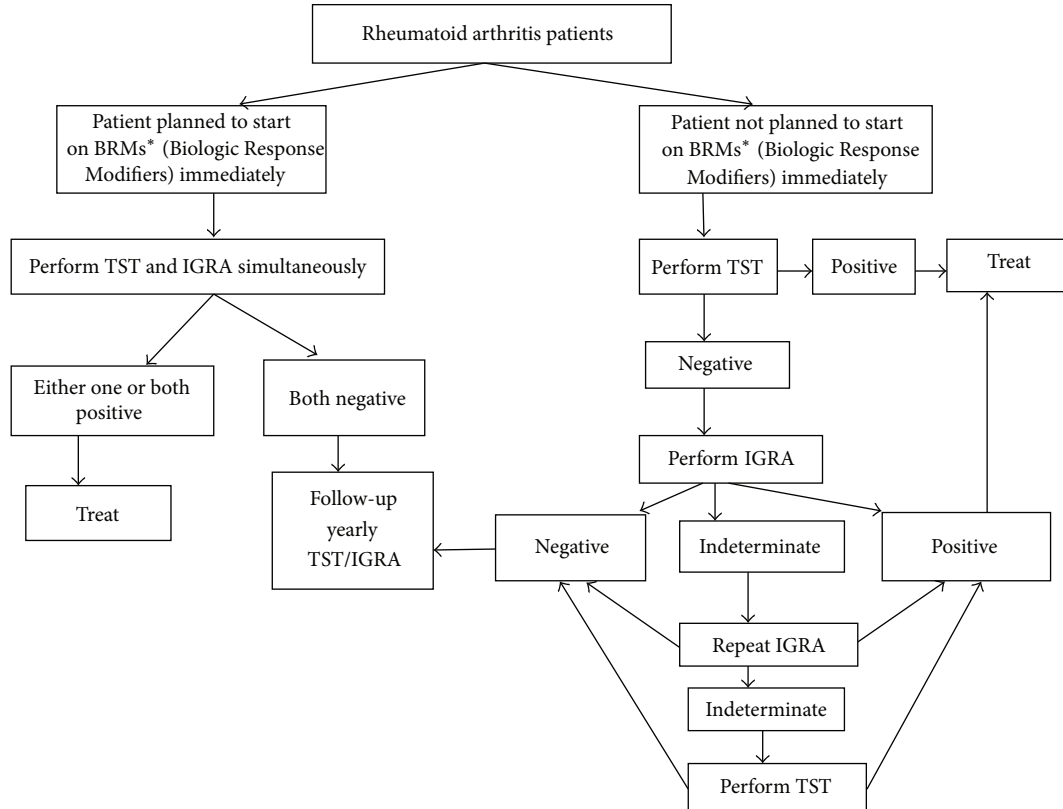 Rheumatoid arthritis patients
Patient planned to start
on BRMs* (Biologic Response
Modifiers) immediately
Patient not planned to start
on BRMs* (Biologic Response
Modifiers) immediately
Perform TST and IGRA simultaneously
Perform TST
Positive
Treat
Negative
Either one or both
positive
Both negative
Perform IGRA
Treat
Follow-up
yearly
TST/IGRA
Negative
Indeterminate
Positive
Repeat IGRA
Indeterminate
Perform TST